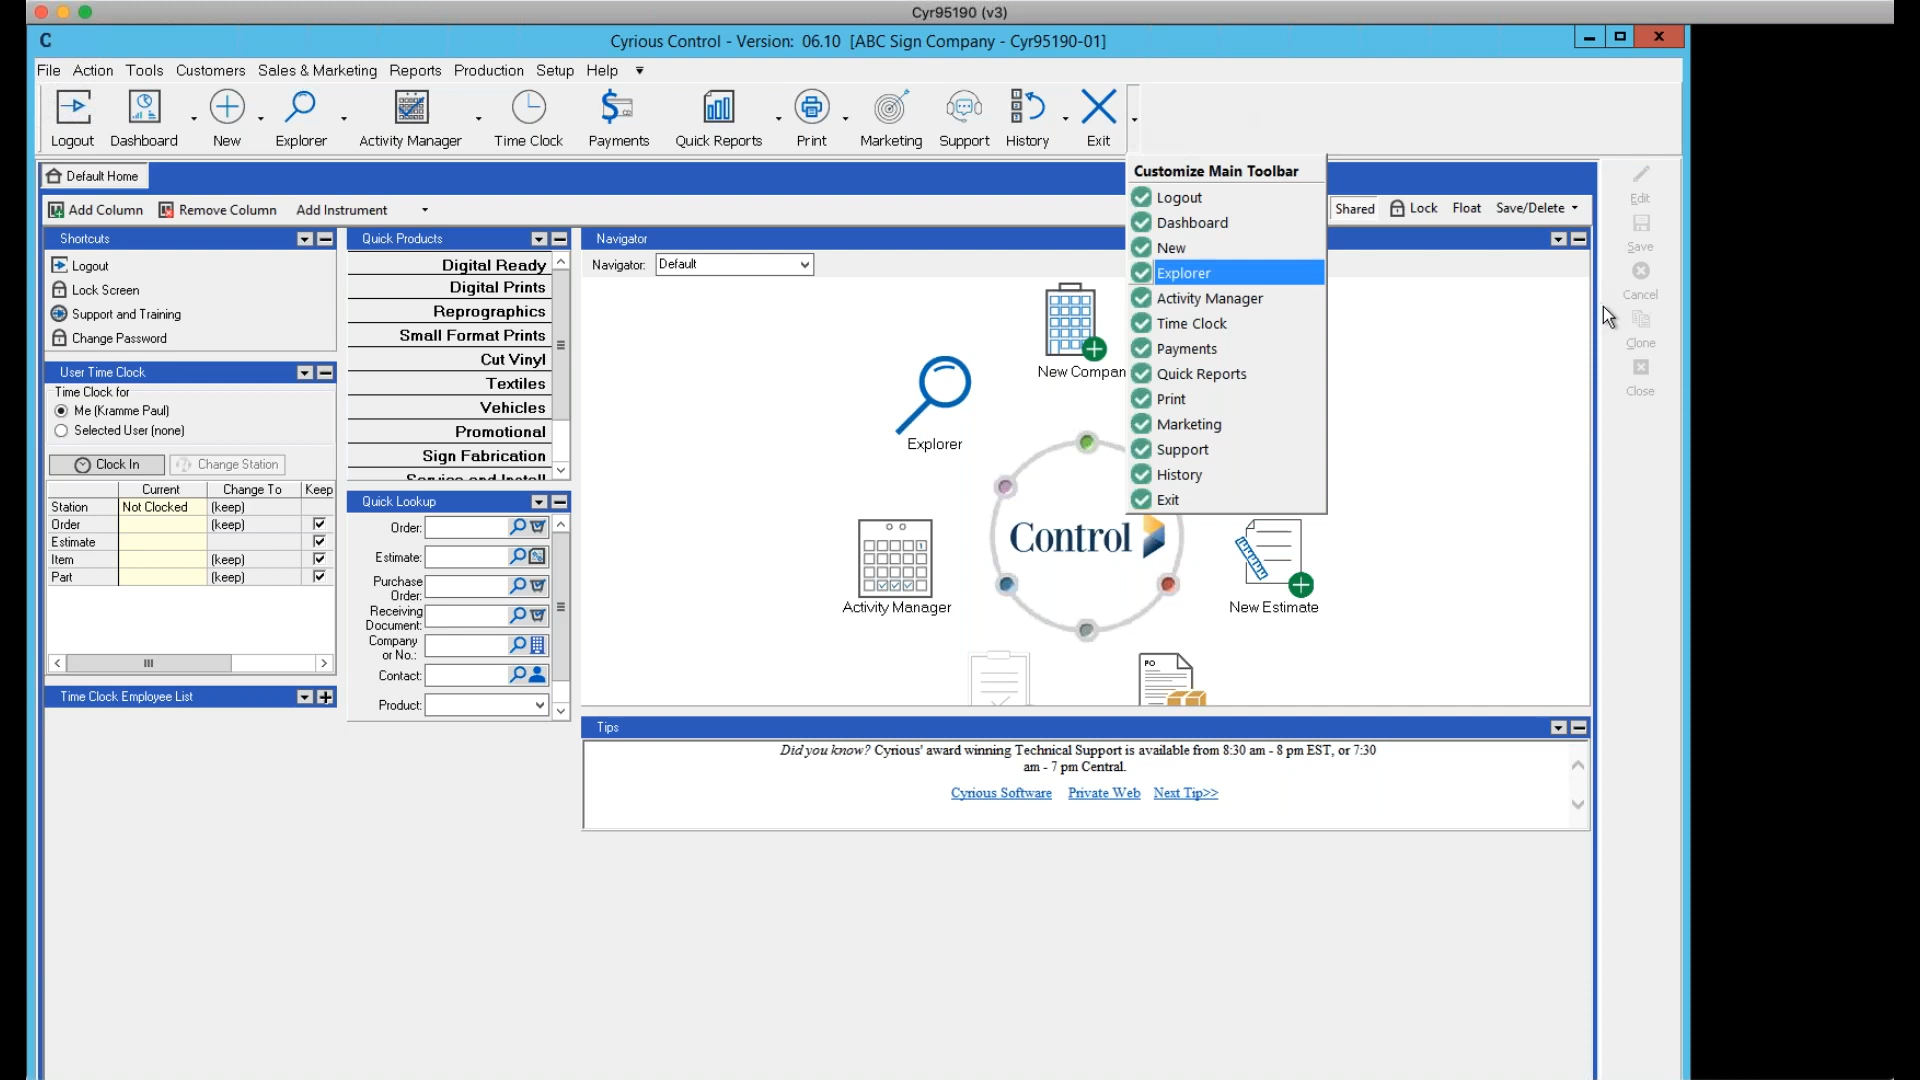 Cyr95190 (v3)
C
Cyrious Control - Version: 06.10 [ABC Sign Company - Cyr95190-01]
File Action Tools Customers Sales & Marketing Reports Production Setup Help
Logout Dashboard New Explorer Activity Manager Time Clock Payments Quick Reports Print Marketing Support History Exit
Default Home
Add Column Remove Column Add Instrument
Shared Lock Float Save/Delete
Customize Main Toolbar
Logout
Dashboard
New
Explorer
Activity Manager
Time Clock
Payments
Quick Reports
Print
Marketing
Support
History
Exit
Edit
Save
Cancel
Clone
Close
Shortcuts
Logout
Lock Screen
Support and Training
Change Password
User Time Clock
Time Clock for
Me (Kramme Paul)
Selected User (none)
Clock In Change Station
Current Change To Keep
Station Not Clocked (keep)
Order (keep)
Estimate
Item (keep)
Part (keep)
Time Clock Employee List
Quick Products
Digital Ready
Digital Prints
Reprographics
Small Format Prints
Cut Vinyl
Textiles
Vehicles
Promotional
Sign Fabrication
Service and Install
Quick Lookup
Order:
Estimate:
Purchase
Order:
Receiving
Document:
Company
or No.:
Contact:
Product:
Navigator
Navigator: Default
New Compan
Explorer
Control
Activity Manager
New Estimate
PO
Tips
Did you know? Cyrious' award winning Technical Support is available from 8:30 am - 8 pm EST, or 7:30
am - 7 pm Central.
Cyrious Software Private Web Next Tip>>